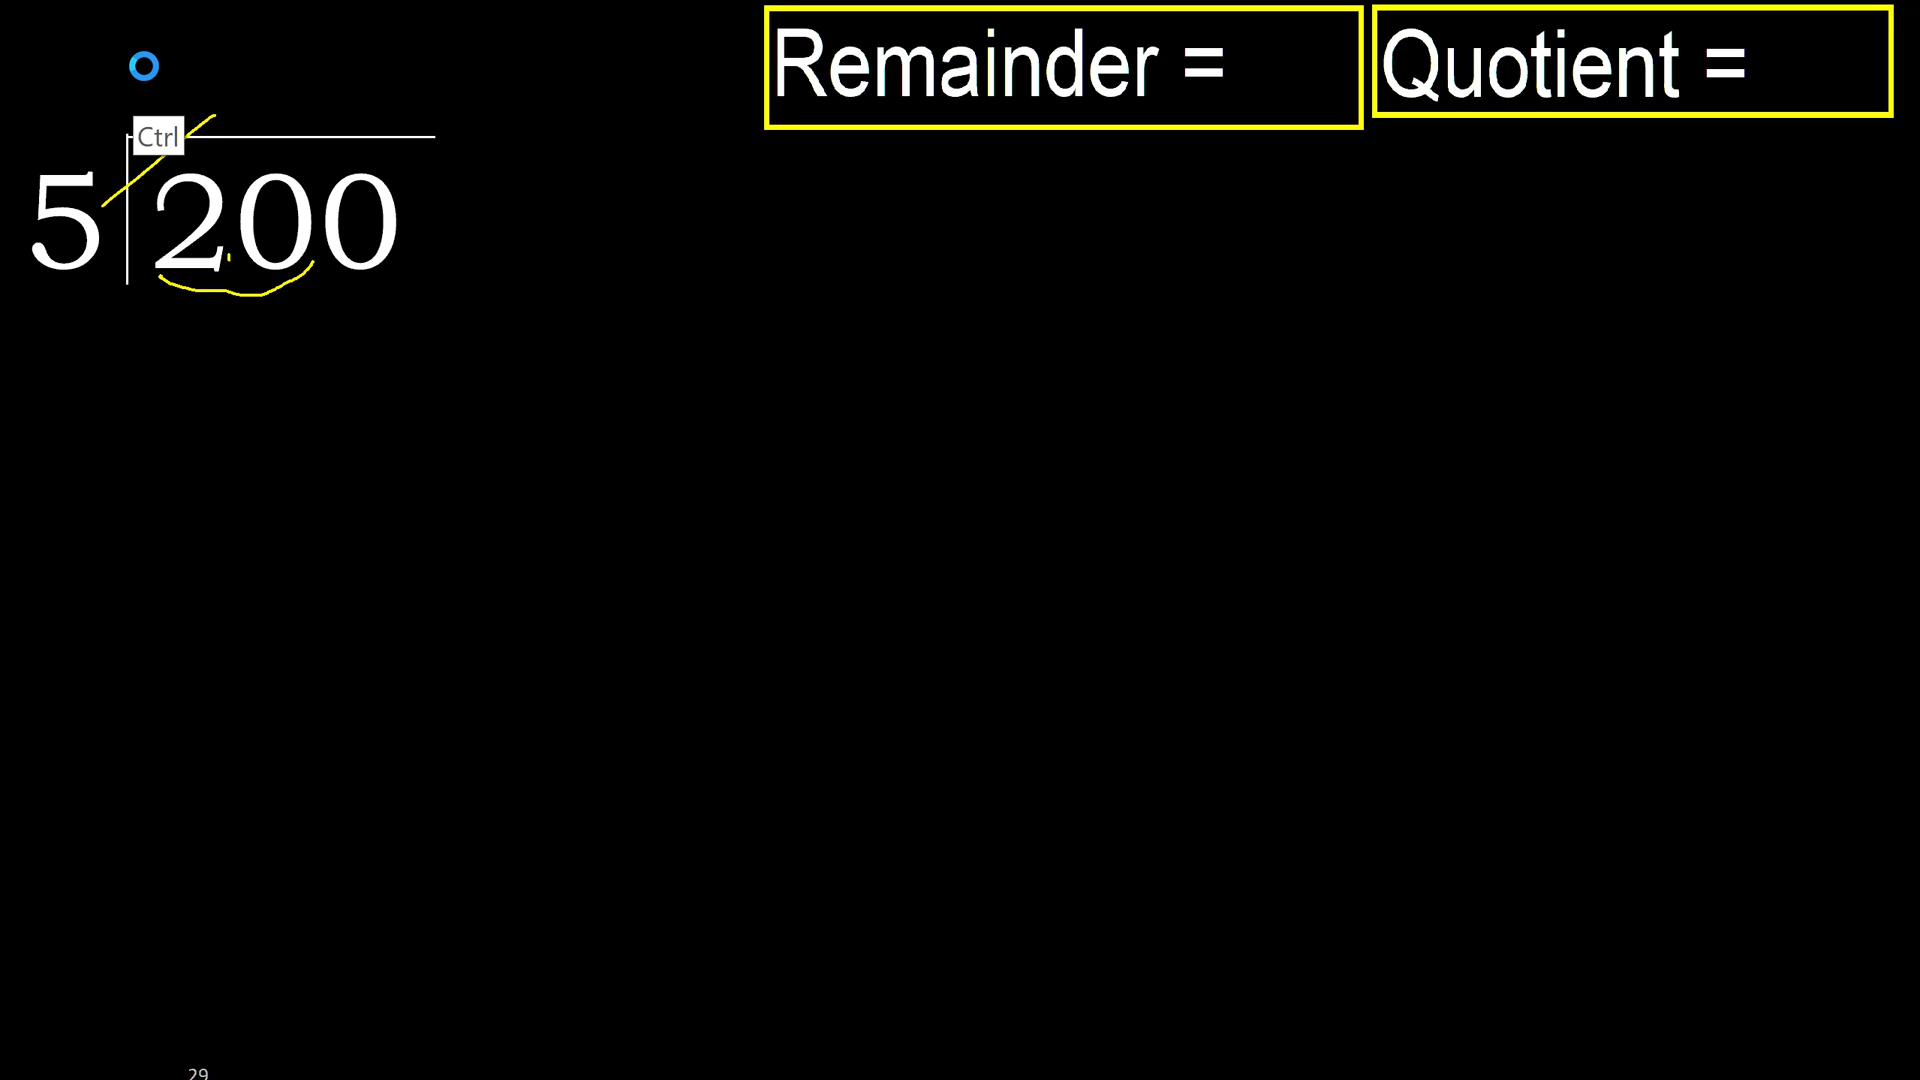 Remainder =
Quotient =
Ctrl
5 200
29